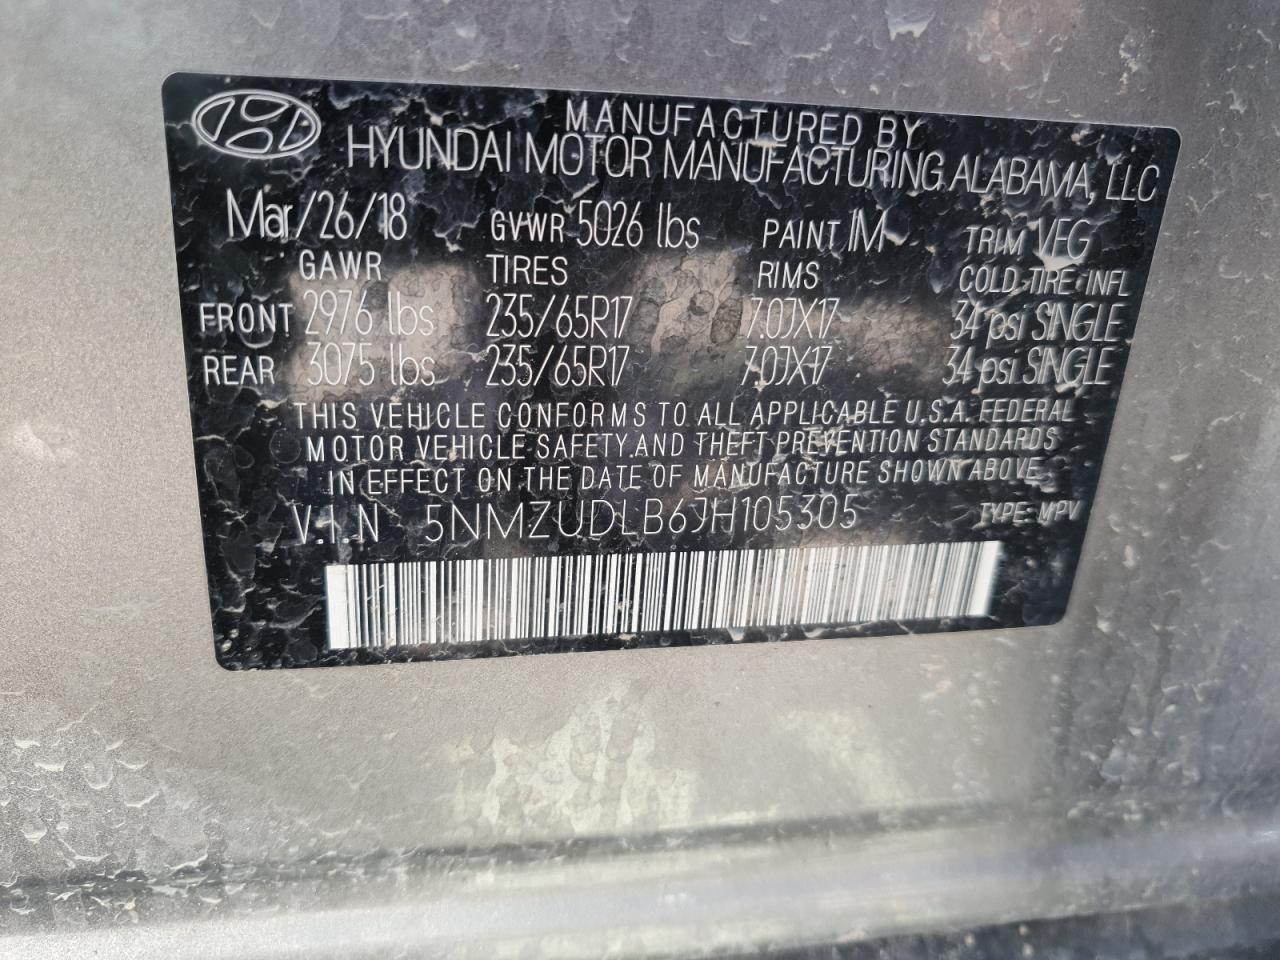 MANUFACTURED BY
HYUNDAI MOTOR MANUFACTURING ALABAMA, LLC
Mar/26/18 GVWR 5026 lbs PAINT IM TRIM VFG
GAWR TIRES RIMS COLD TIRE INFL
FRONT 2976 lbs 235/65R17 7.0JX17 34 psi SINGLE
REAR 3075 lbs 235/65R17 7.0JX17 34 psi SINGLE
THIS VEHICLE CONFORMS TO ALL APPLICABLE U.S.A. FEDERAL
MOTOR VEHICLE SAFETY AND THEFT PREVENTION STANDARDS
IN EFFECT ON THE DATE OF MANUFACTURE SHOWN ABOVE
V.I.N 5NMZUDLB6JH105305 TYPE: MPV